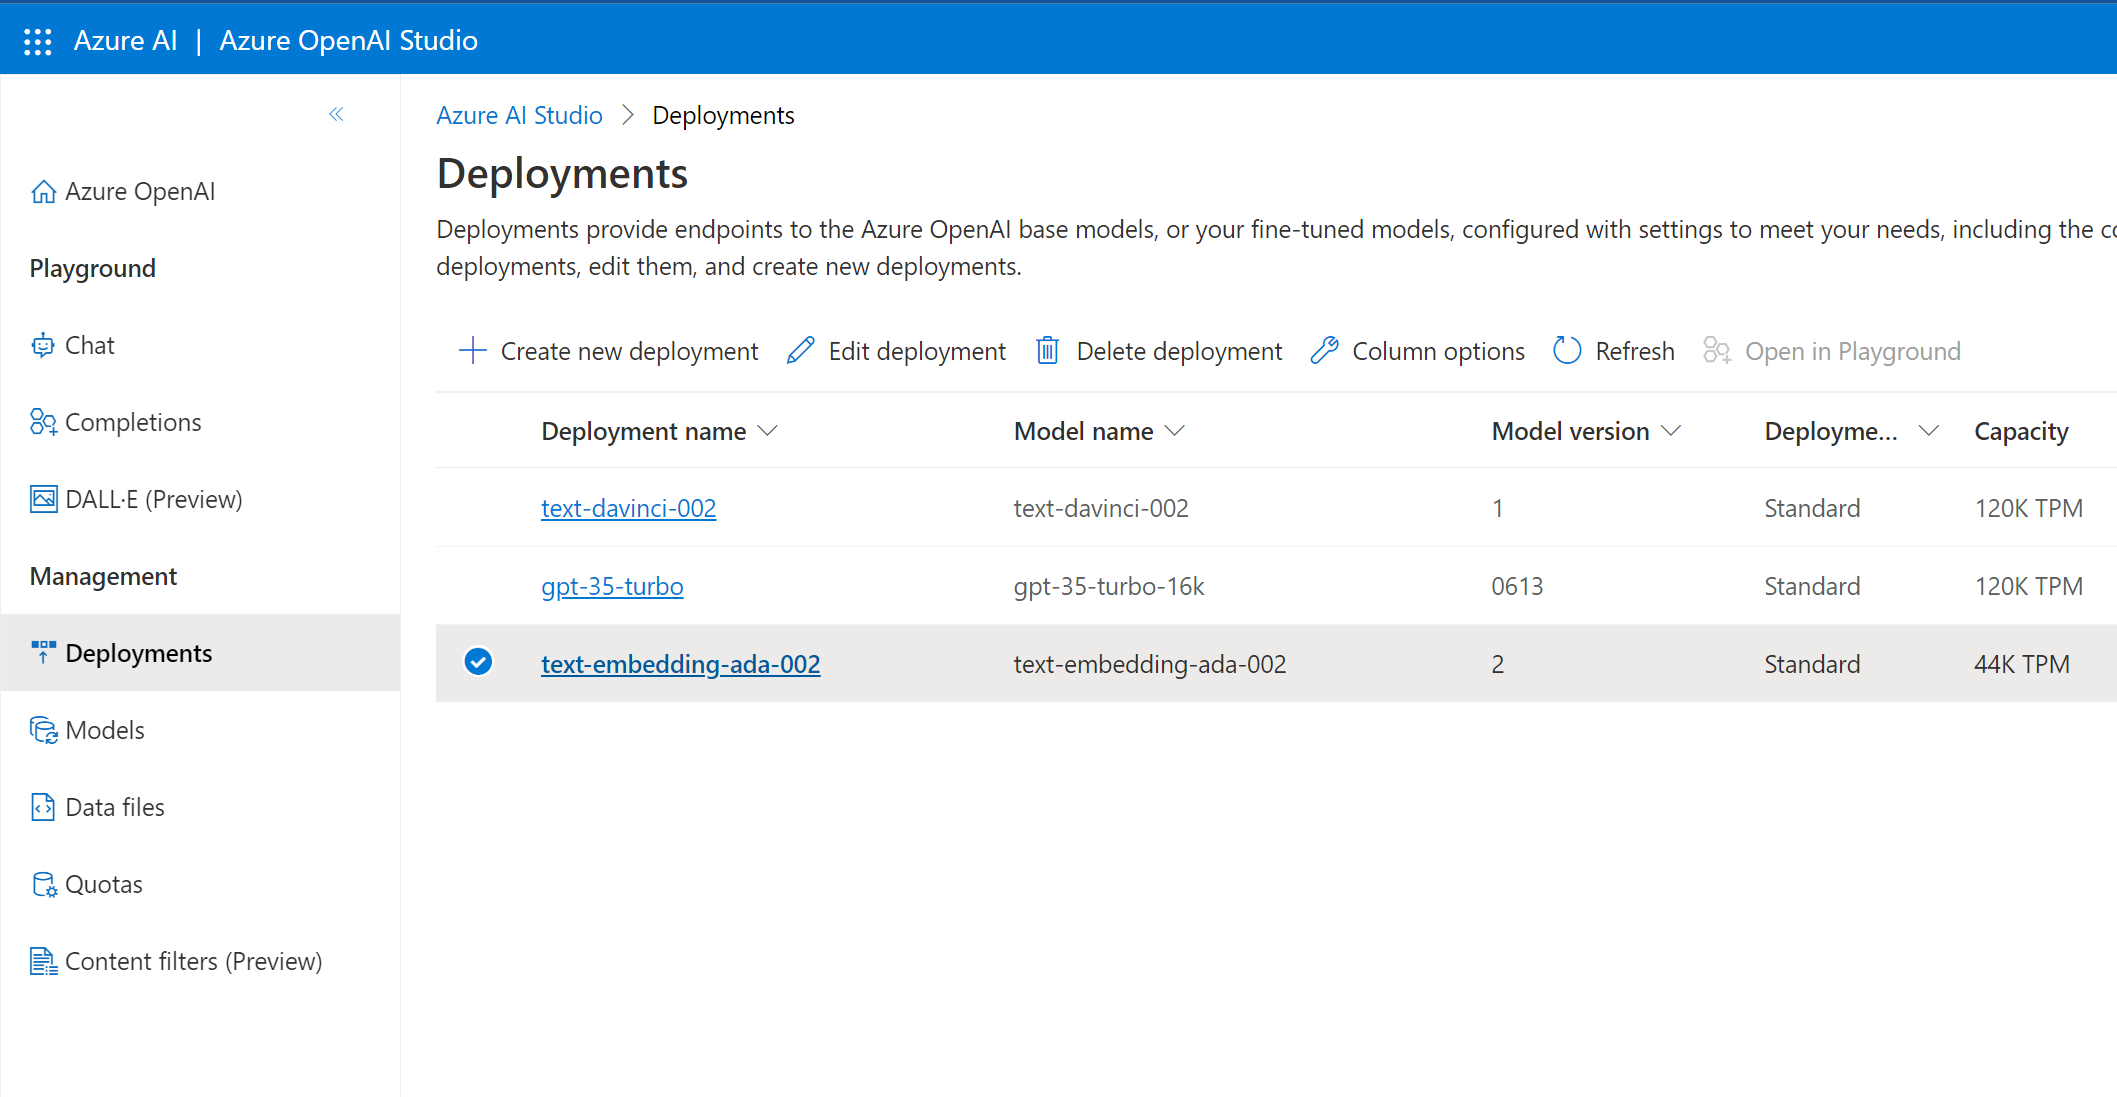 Azure AI | Azure OpenAI Studio
Azure OpenAI
Playground
Chat
Completions
DALL·E (Preview)
Management
Deployments
Models
Data files
Quotas
Content filters (Preview)
Azure AI Studio > Deployments
Deployments
Deployments provide endpoints to the Azure OpenAI base models, or your fine-tuned models, configured with settings to meet your needs, including the
deployments, edit them, and create new deployments.
Create new deployment Edit deployment Delete deployment Column options Refresh Open in Playground
Deployment name Model name Model version Deployme... Capacity
text-davinci-002 text-davinci-002 1 Standard 120K TPM
gpt-35-turbo gpt-35-turbo-16k 0613 Standard 120K TPM
text-embedding-ada-002 text-embedding-ada-002 2 Standard 44K TPM